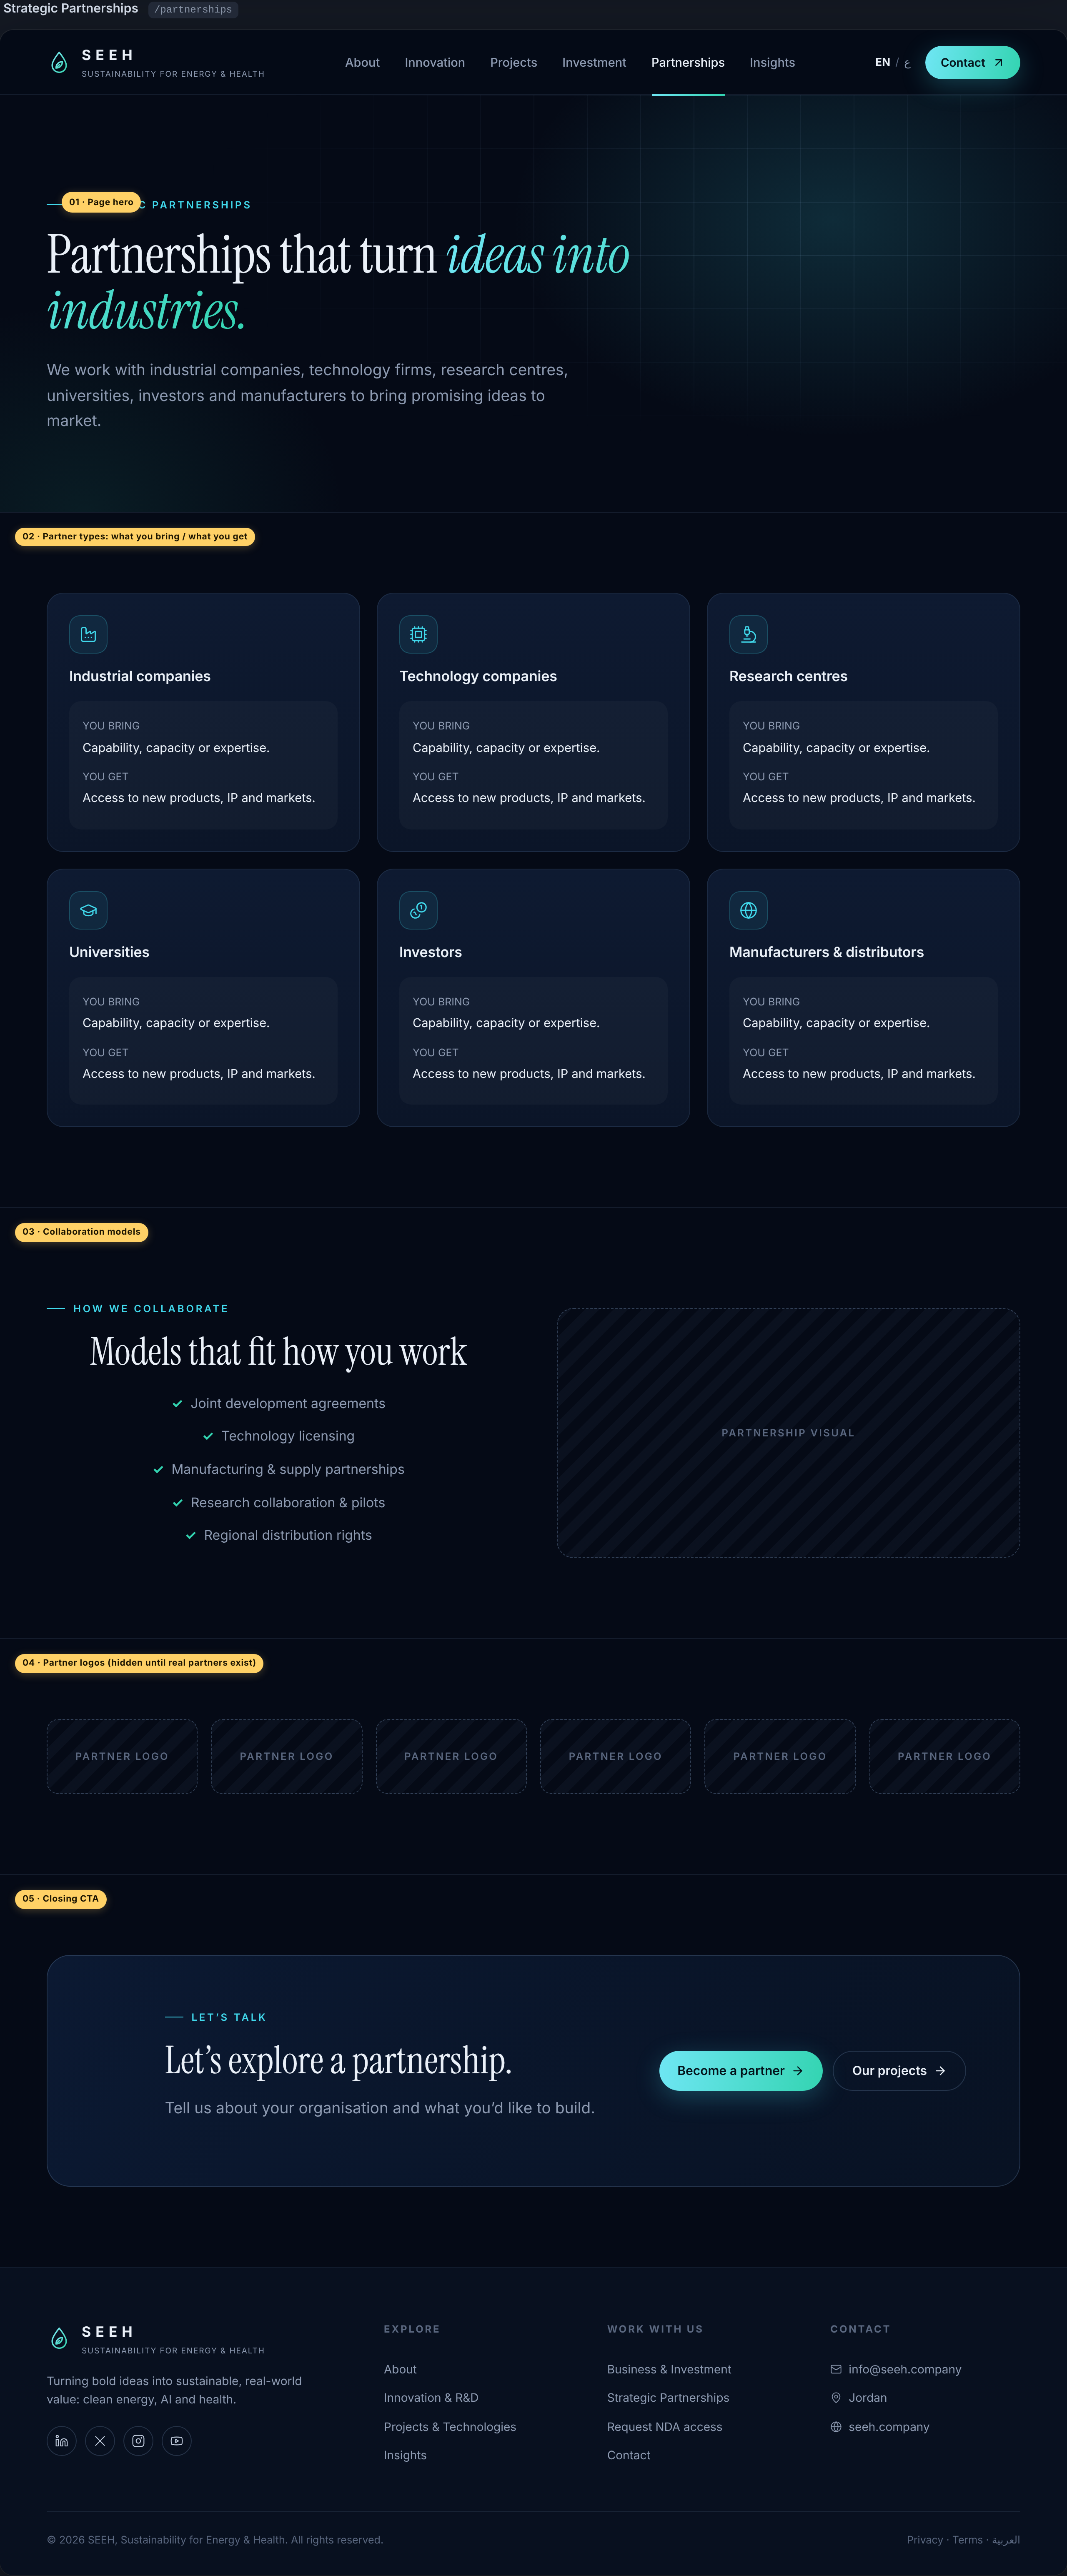 Strategic Partnerships /partnerships
SEEH
SUSTAINABILITY FOR ENERGY & HEALTH
About Innovation Projects Investment Partnerships Insights
EN / ع
Contact
01 · Page hero
C PARTNERSHIPS
Partnerships that turn ideas into
industries.
We work with industrial companies, technology firms, research centres,
universities, investors and manufacturers to bring promising ideas to
market.
02 · Partner types: what you bring / what you get
Industrial companies
YOU BRING
Capability, capacity or expertise.
YOU GET
Access to new products, IP and markets.
Technology companies
YOU BRING
Capability, capacity or expertise.
YOU GET
Access to new products, IP and markets.
Research centres
YOU BRING
Capability, capacity or expertise.
YOU GET
Access to new products, IP and markets.
Universities
YOU BRING
Capability, capacity or expertise.
YOU GET
Access to new products, IP and markets.
Investors
YOU BRING
Capability, capacity or expertise.
YOU GET
Access to new products, IP and markets.
Manufacturers & distributors
YOU BRING
Capability, capacity or expertise.
YOU GET
Access to new products, IP and markets.
03 · Collaboration models
HOW WE COLLABORATE
Models that fit how you work
Joint development agreements
Technology licensing
Manufacturing & supply partnerships
Research collaboration & pilots
Regional distribution rights
PARTNERSHIP VISUAL
04 · Partner logos (hidden until real partners exist)
PARTNER LOGO PARTNER LOGO PARTNER LOGO PARTNER LOGO PARTNER LOGO PARTNER LOGO
05 · Closing CTA
LET’S TALK
Let’s explore a partnership.
Tell us about your organisation and what you’d like to build.
Become a partner
Our projects
SEEH
SUSTAINABILITY FOR ENERGY & HEALTH
Turning bold ideas into sustainable, real-world
value: clean energy, AI and health.
EXPLORE
About
Innovation & R&D
Projects & Technologies
Insights
WORK WITH US
Business & Investment
Strategic Partnerships
Request NDA access
Contact
CONTACT
info@seeh.company
Jordan
seeh.company
© 2026 SEEH, Sustainability for Energy & Health. All rights reserved.
Privacy · Terms · العربية